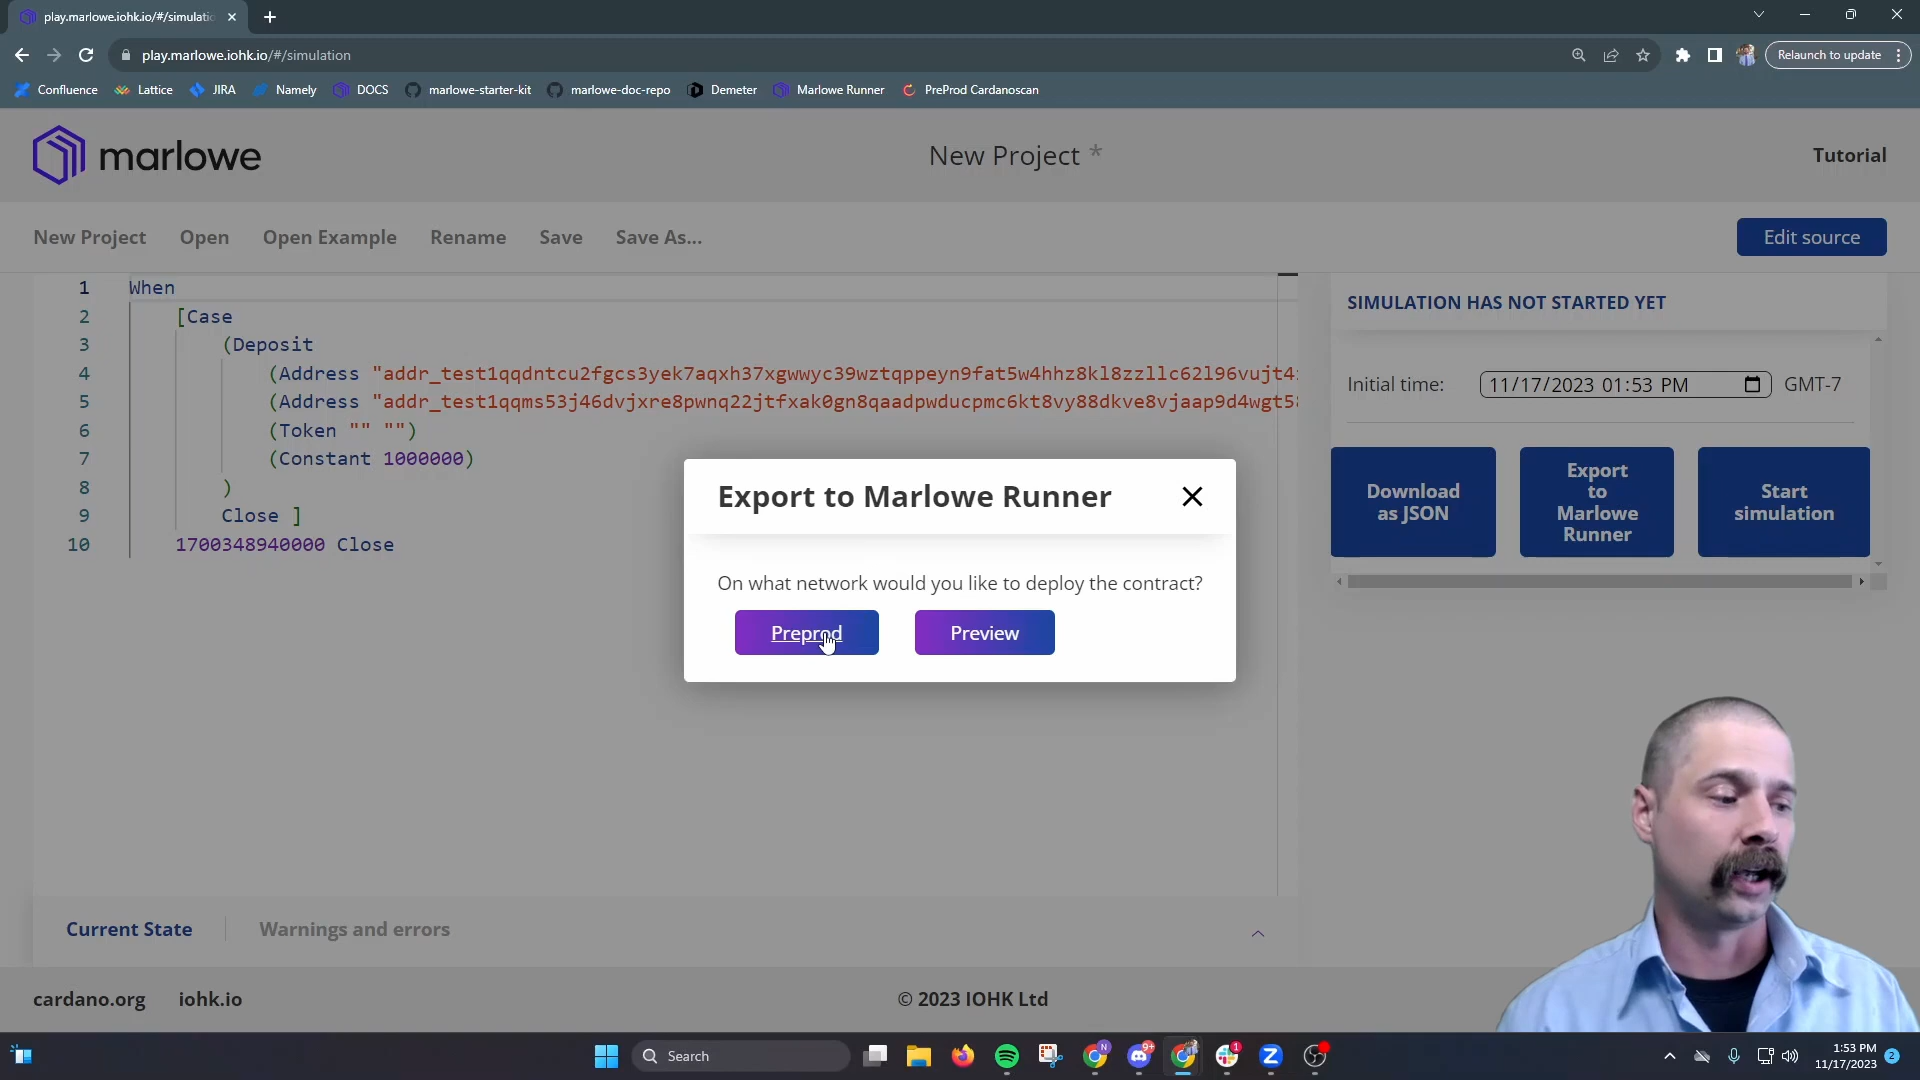 play.marlowe.iohk.io/#/simulatio
play.marlowe.iohk.io/#/simulation
Relaunch to update
Confluence Lattice JIRA Namely DOCS marlowe-starter-kit marlowe-doc-repo Demeter Marlowe Runner PreProd Cardanoscan
marlowe
New Project *
Tutorial
New Project Open Open Example Rename Save Save As...
Edit source
1 When
2 [Case
3 (Deposit
4 (Address "addr_test1qqdntcu2fgcs3yek7aqxh37xgwwyc39wztqppeyn9fat5w4hhz8kl8zzllc62l96vujt4
5 (Address "addr_test1qqms53j46dvjxre8pwnq22jtfxak0gn8qaadpwducpmc6kt8vy88dkve8vjaap9d4wgt5
6 (Token "" "")
7 (Constant 1000000)
8 )
9 Close ]
10 1700348940000 Close
SIMULATION HAS NOT STARTED YET
Initial time: 11/17/2023 01:53 PM GMT-7
Download
as JSON
Export
to
Marlowe
Runner
Start
simulation
Export to Marlowe Runner
On what network would you like to deploy the contract?
Preprod Preview
Current State Warnings and errors
cardano.org iohk.io
© 2023 IOHK Ltd
Search
N
9+
1
Z
1:53 PM
11/17/2023
2